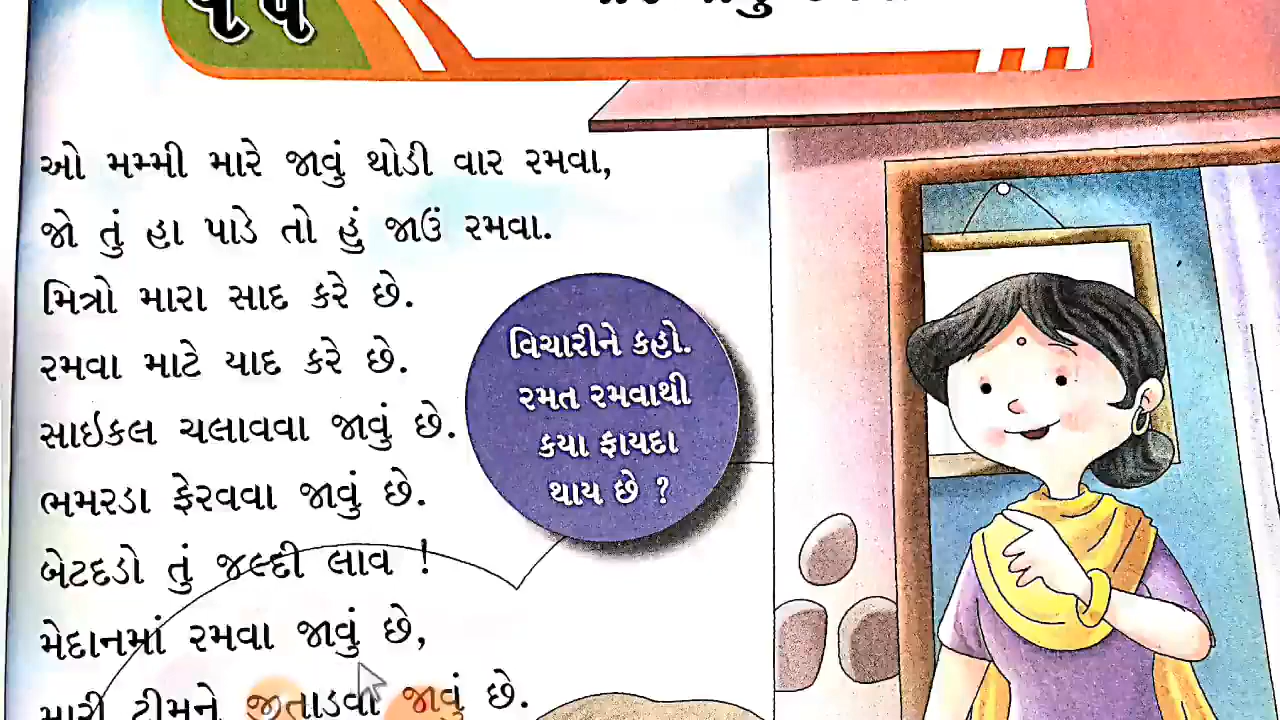 ૧૧
ઓ મમ્મી મારે જાવું થોડી વાર રમવા,
જો તું હા પાડે તો હું જાઉં રમવા.
મિત્રો મારા સાદ કરે છે.
રમવા માટે યાદ કરે છે.
સાઇકલ ચલાવવા જાવું છે.
ભમરડા ફેરવવા જાવું છે.
બેટદડો તું જલ્દી લાવ !
મેદાનમાં રમવા જાવું છે,
મારી ટીમને જીતાડવા જાવું છે.
વિચારીને કહો.
રમત રમવાથી
કયા ફાયદા
થાય છે ?